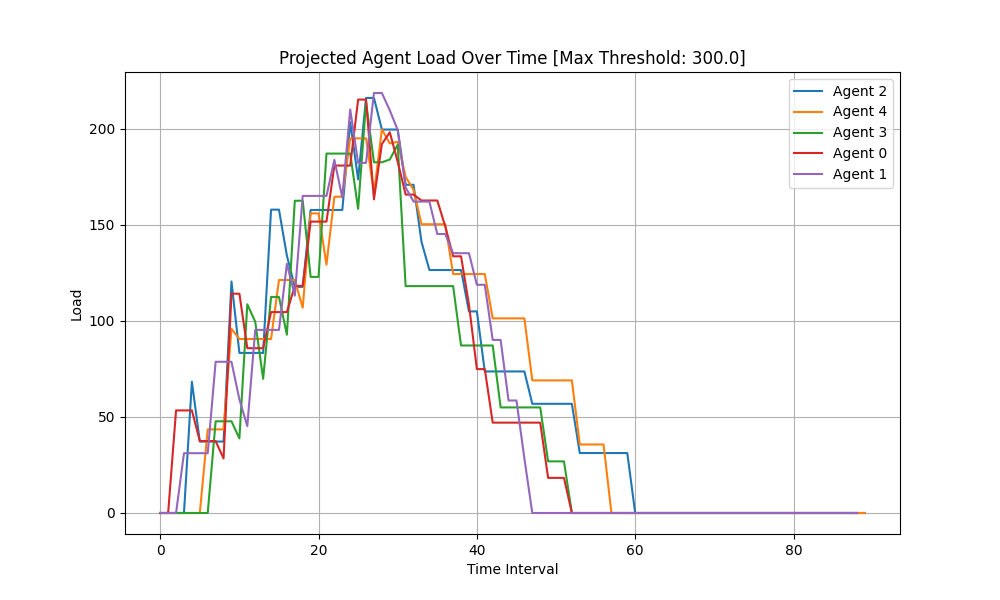 Projected Agent Load Over Time [Max Threshold: 300.0]
Load
200
150
100
50
0
Agent 2
Agent 4
Agent 3
Agent 0
Agent 1
0 20 40 60 80
Time Interval